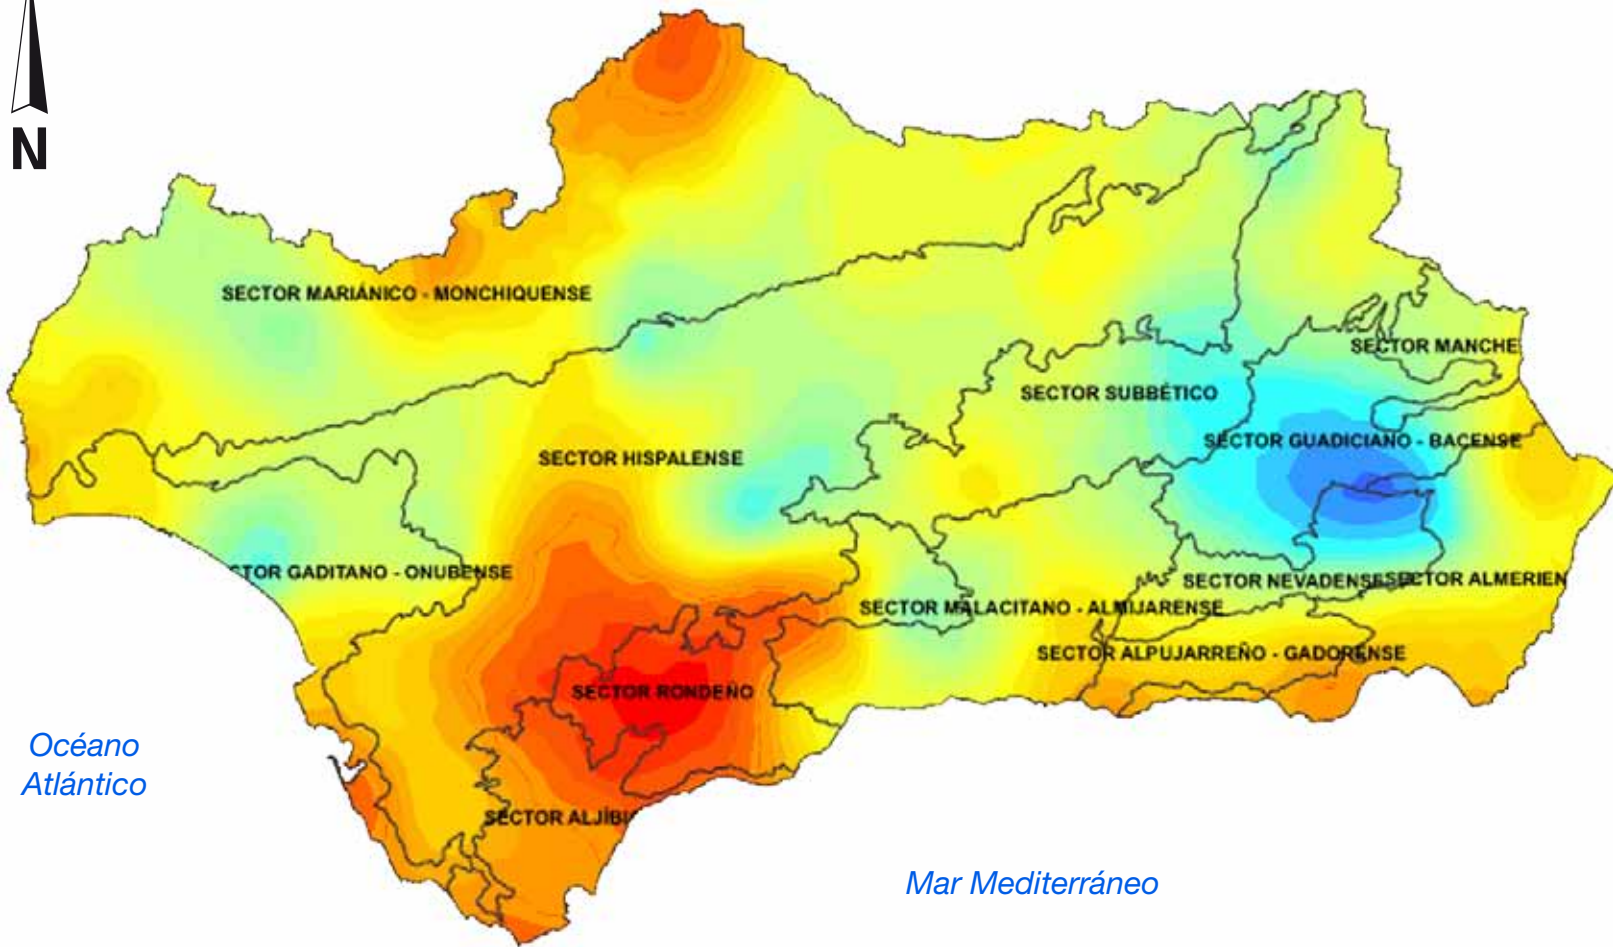 N
SECTOR MARIÁNICO - MONCHIQUENSE
SECTOR MANCHE
SECTOR SUBBÉTICO
SECTOR GUADICIANO - BACENSE
SECTOR HISPALENSE
CTOR GADITANO - ONUBENSE
SECTOR NEVADENSE
SECTOR ALMERIEN
SECTOR MALACITANO - ALMIJARENSE
SECTOR ALPUJARREÑO - GADORENSE
SECTOR RONDEÑO
Océano
Atlántico
SECTOR ALJÍBI
Mar Mediterráneo